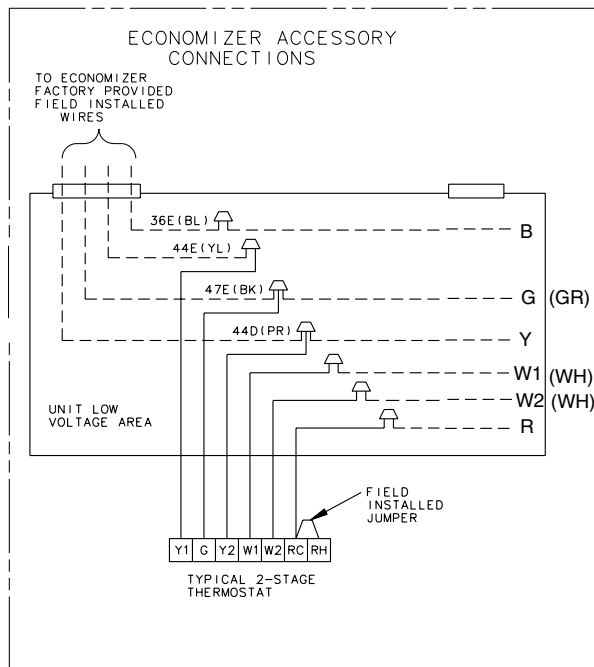 ECONOMIZER ACCESSORY
CONNECTIONS
TO ECONOMIZER
FACTORY PROVIDED
FIELD INSTALLED
WIRES
36E(BL)
B
44E(YL)
47E(BK)
G (GR)
44D(PR)
Y
W1 (WH)
W2 (WH)
R
UNIT LOW
VOLTAGE AREA
FIELD
INSTALLED
JUMPER
Y1 G Y2 W1 W2 RC RH
TYPICAL 2-STAGE
THERMOSTAT